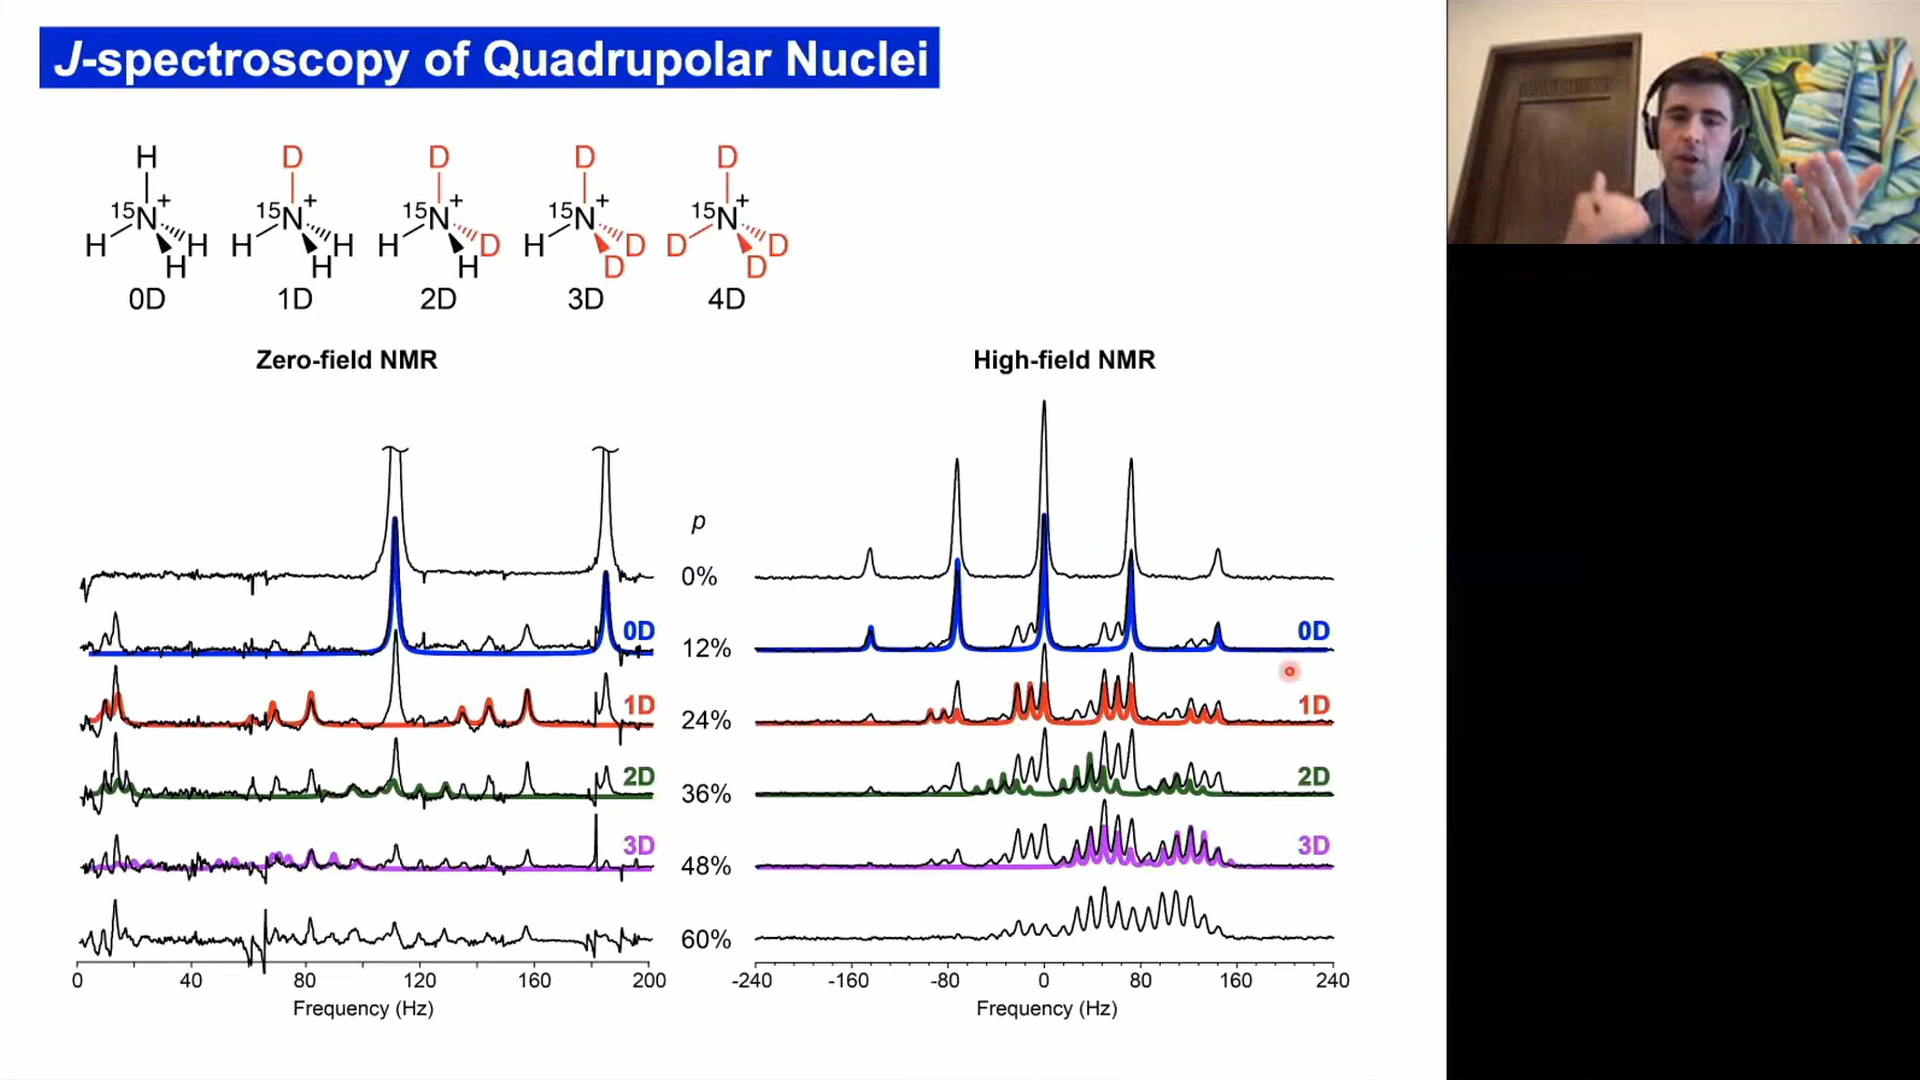 J-spectroscopy of Quadrupolar Nuclei
H D D D D
15N+ 15N+ 15N+ 15N+ 15N+
H H H H H H D H D D D
H H H D D
0D 1D 2D 3D 4D
Zero-field NMR
High-field NMR
p
0%
0D 12% 0D
1D 24% 1D
2D 36% 2D
3D 48% 3D
60%
0 40 80 120 160 200
-240 -160 -80 0 80 160 240
Frequency (Hz)
Frequency (Hz)